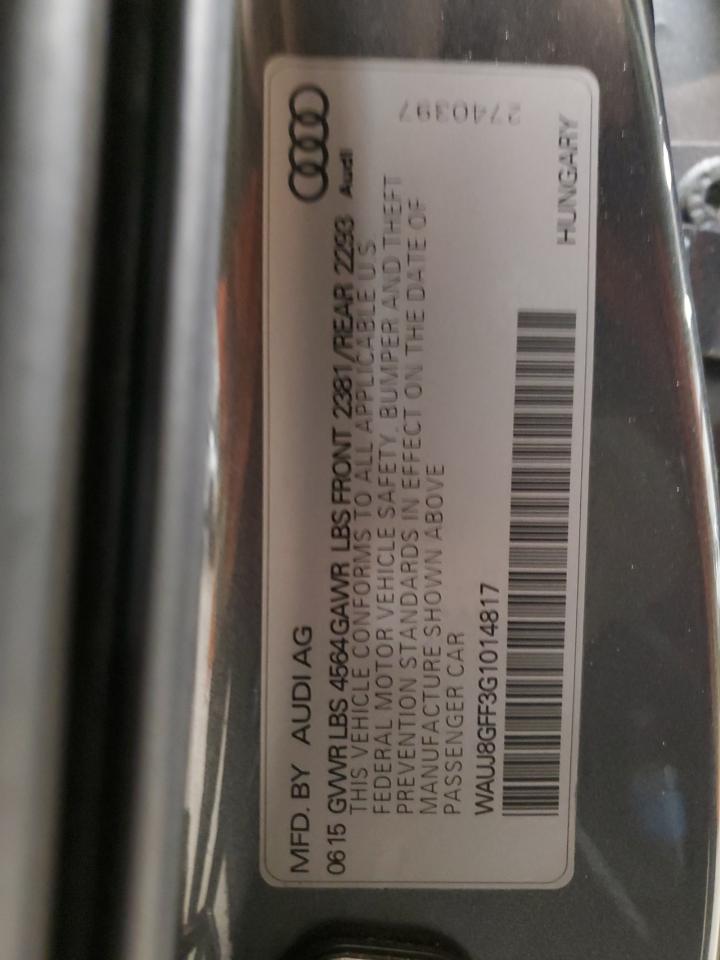 MFD. BY AUDI AG
Audi
06 15 GVWR LBS 4564 GAWR LBS FRONT 2381/REAR 2293
THIS VEHICLE CONFORMS TO ALL APPLICABLE U.S
FEDERAL MOTOR VEHICLE SAFETY. BUMPER AND THEFT
PREVENTION STANDARDS IN EFFECT ON THE DATE OF
MANUFACTURE SHOWN ABOVE
PASSENGER CAR
WAUJ8GFF3G1014817
2740397
HUNGARY